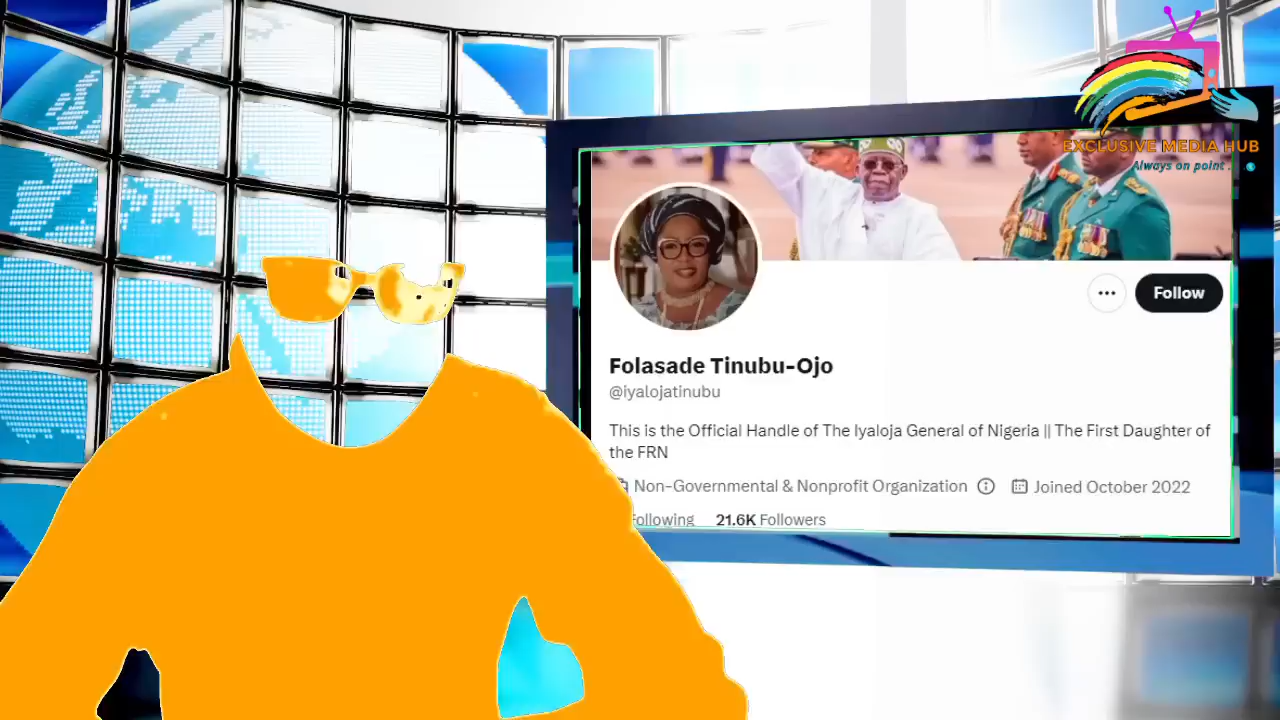 EXCLUSIVE MEDIA HUB
Always on point ...
Follow
Folasade Tinubu-Ojo
@iyalojatinubu
This is the Official Handle of The Iyaloja General of Nigeria || The First Daughter of
the FRN
Non-Governmental & Nonprofit Organization Joined October 2022
21.6K Followers